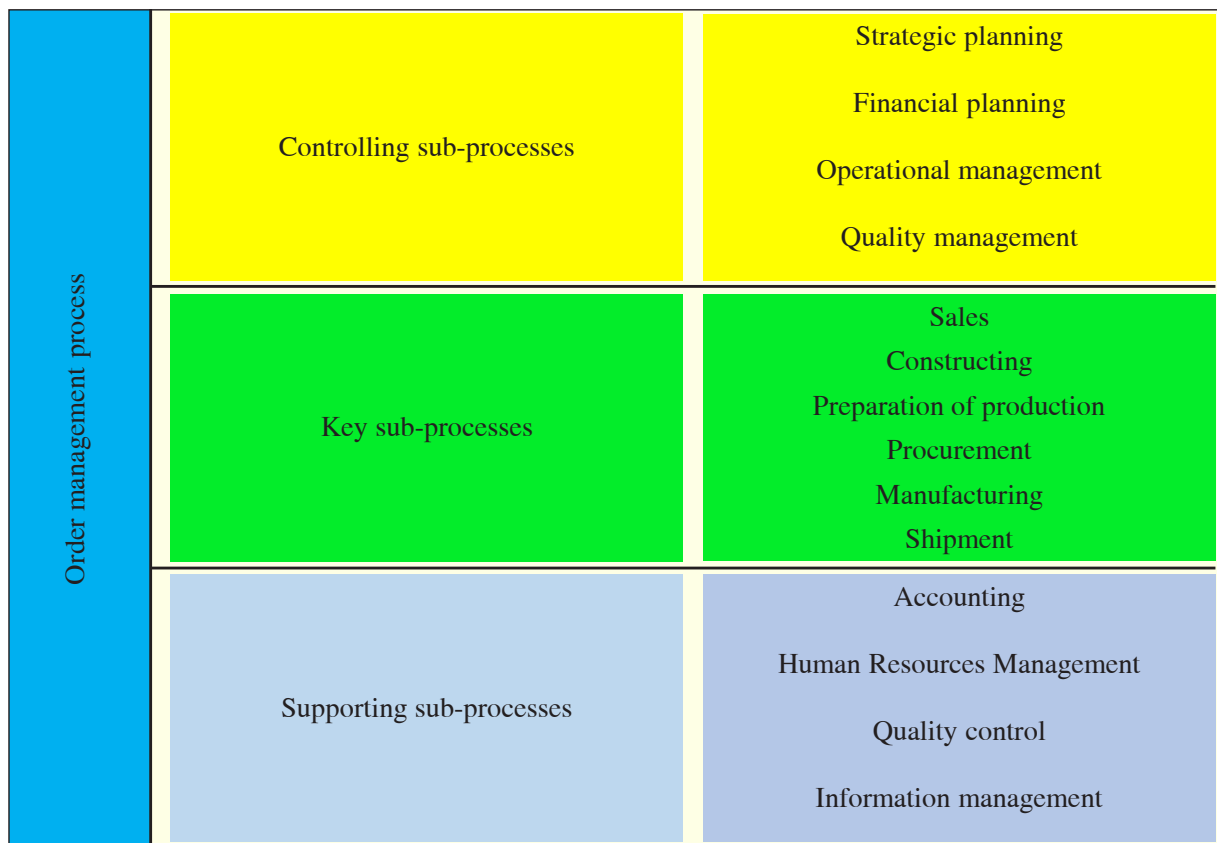 Order management process
Controlling sub-processes
Strategic planning
Financial planning
Operational management
Quality management
Key sub-processes
Sales
Constructing
Preparation of production
Procurement
Manufacturing
Shipment
Supporting sub-processes
Accounting
Human Resources Management
Quality control
Information management